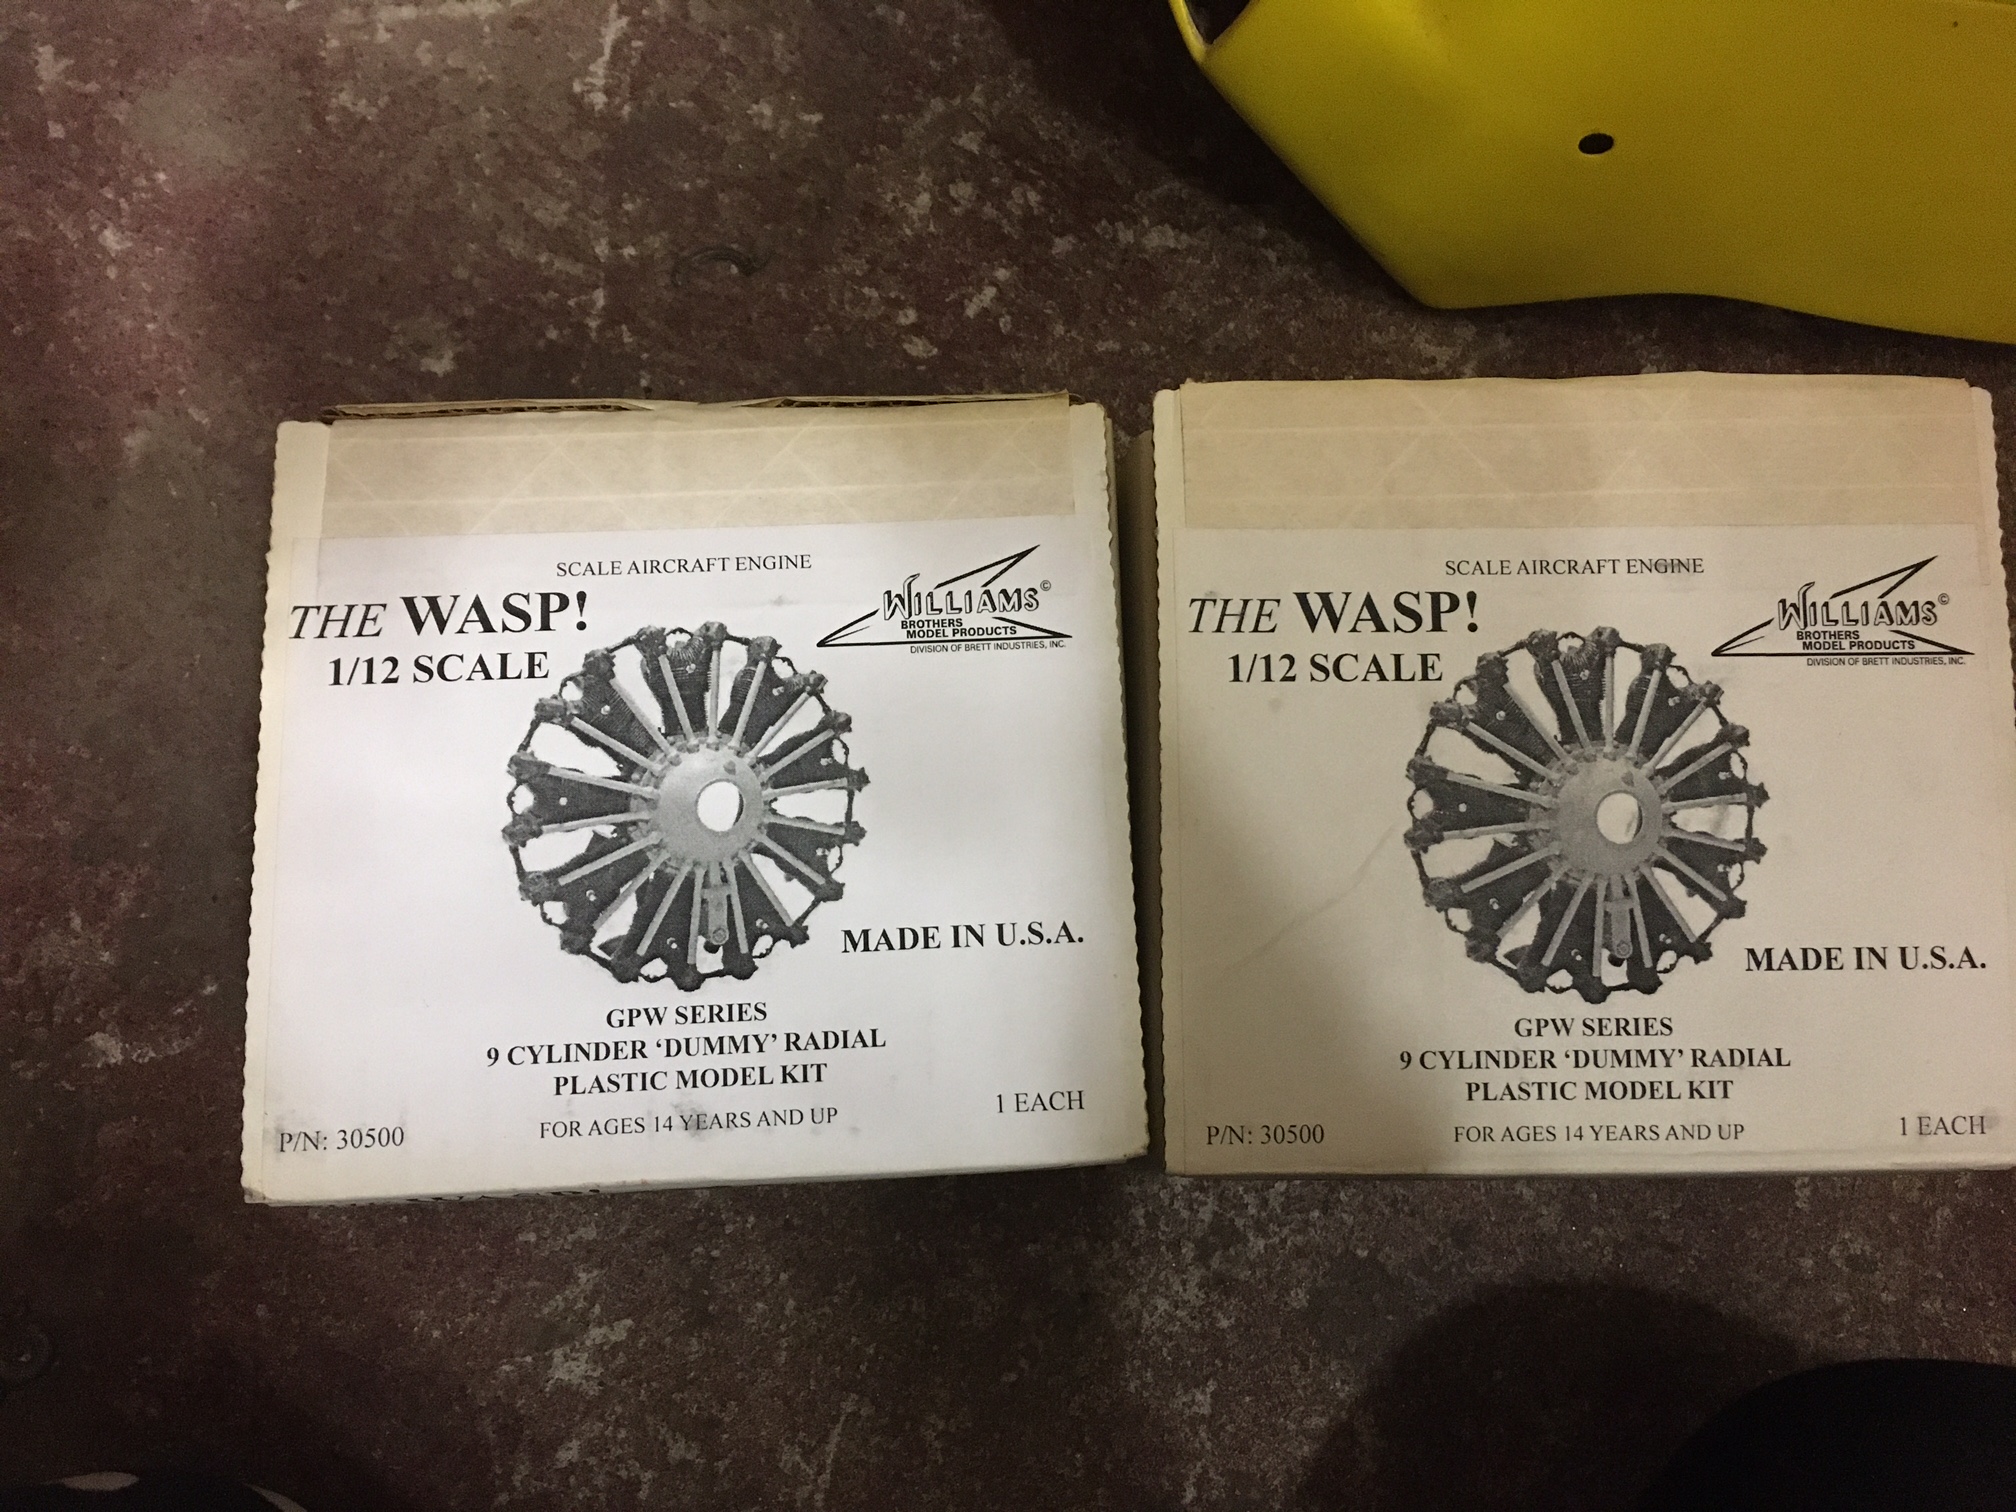 SCALE AIRCRAFT ENGINE
THE WASP!
1/12 SCALE
WILLIAMS©
BROTHERS
MODEL PRODUCTS
DIVISION OF BRETT INDUSTRIES, INC.
MADE IN U.S.A.
GPW SERIES
9 CYLINDER ‘DUMMY’ RADIAL
PLASTIC MODEL KIT
FOR AGES 14 YEARS AND UP
1 EACH
P/N: 30500
SCALE AIRCRAFT ENGINE
THE WASP!
1/12 SCALE
WILLIAMS©
BROTHERS
MODEL PRODUCTS
DIVISION OF BRETT INDUSTRIES, INC.
MADE IN U.S.A.
GPW SERIES
9 CYLINDER ‘DUMMY’ RADIAL
PLASTIC MODEL KIT
FOR AGES 14 YEARS AND UP
1 EACH
P/N: 30500